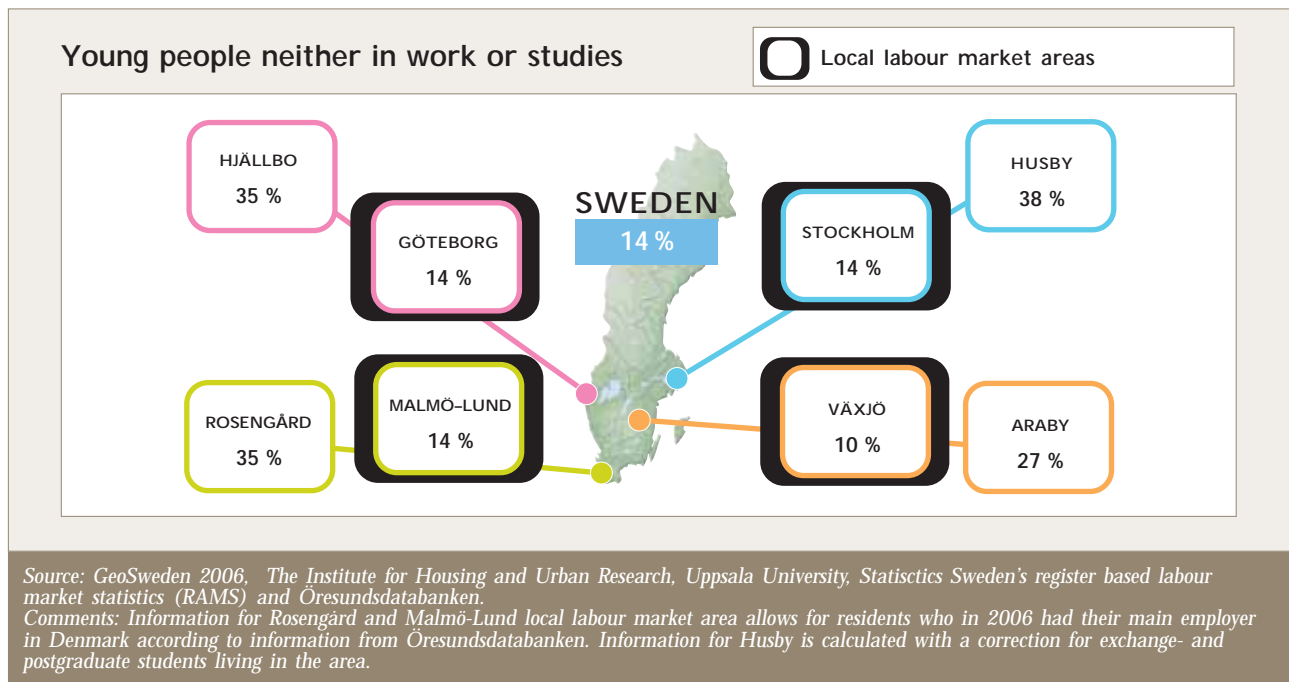 Young people neither in work or studies
Local labour market areas
HJÄLLBO
35 %
GÖTEBORG
14 %
SWEDEN
14 %
STOCKHOLM
14 %
HUSBY
38 %
ROSENGÅRD
35 %
MALMÖ–LUND
14 %
VÄXJÖ
10 %
ARABY
27 %
Source: GeoSweden 2006, The Institute for Housing and Urban Research, Uppsala University, Statisctics Sweden's register based labour
market statistics (RAMS) and Öresundsdatabanken.
Comments: Information for Rosengård and Malmö-Lund local labour market area allows for residents who in 2006 had their main employer
in Denmark according to information from Öresundsdatabanken. Information for Husby is calculated with a correction for exchange- and
postgraduate students living in the area.